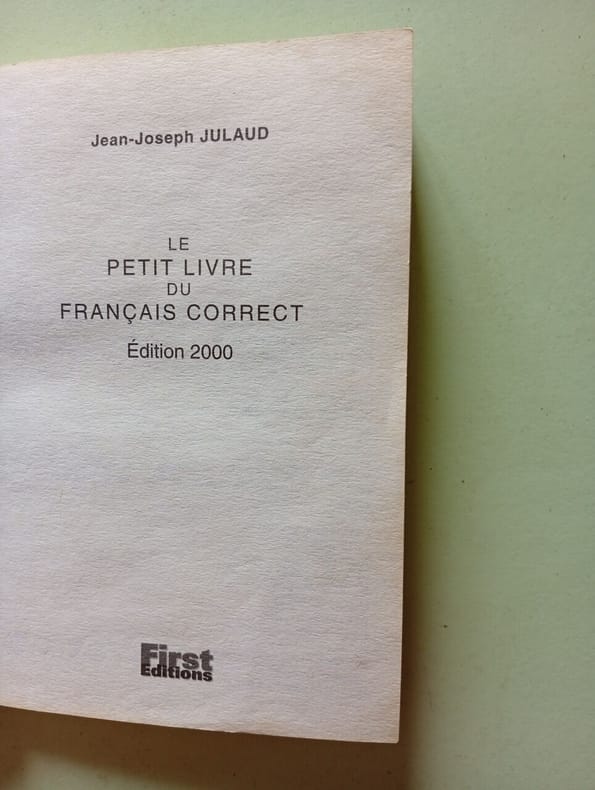 Jean-Joseph JULAUD
LE
PETIT LIVRE
DU
FRANÇAIS CORRECT
Édition 2000
First
Editions